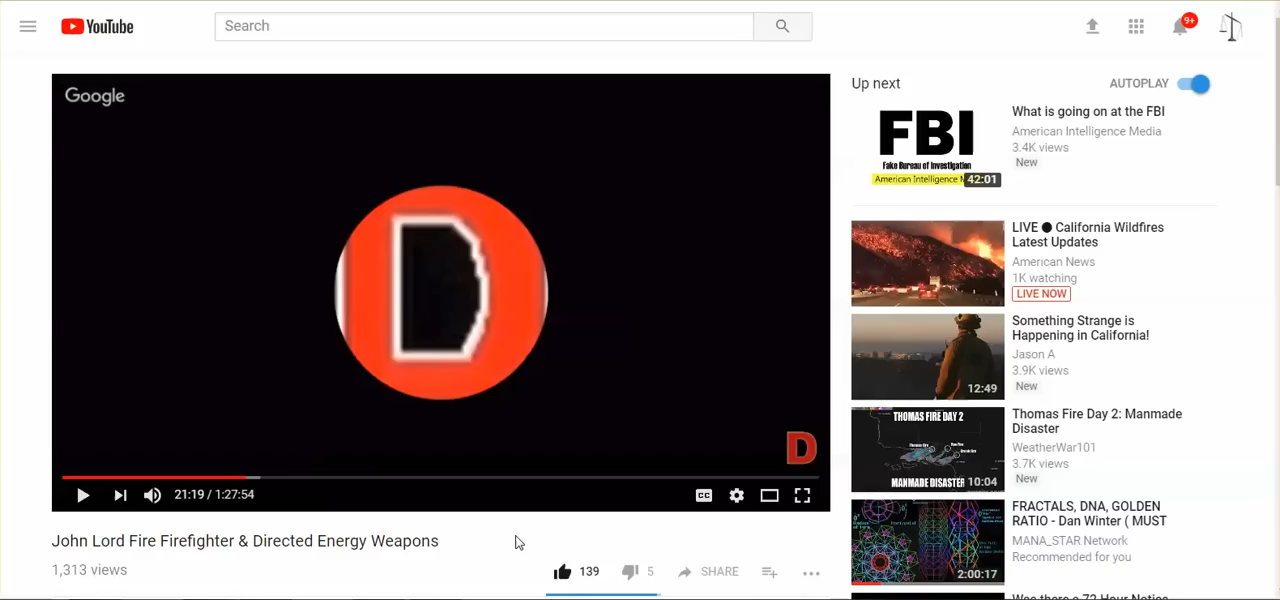 YouTube
Search
9+
Google
D
D
21:19 / 1:27:54
CC
John Lord Fire Firefighter & Directed Energy Weapons
1,313 views
139
5
SHARE
Up next
AUTOPLAY
FBI
Fake Bureau of Investigation
American Intelligence M
42:01
What is going on at the FBI
American Intelligence Media
3.4K views
New
LIVE ● California Wildfires
Latest Updates
American News
1K watching
LIVE NOW
12:49
Something Strange is
Happening in California!
Jason A
3.9K views
New
THOMAS FIRE DAY 2
MANMADE DISASTER
10:04
Thomas Fire Day 2: Manmade
Disaster
WeatherWar101
3.7K views
New
2:00:17
FRACTALS, DNA, GOLDEN
RATIO - Dan Winter ( MUST
MANA_STAR Network
Recommended for you